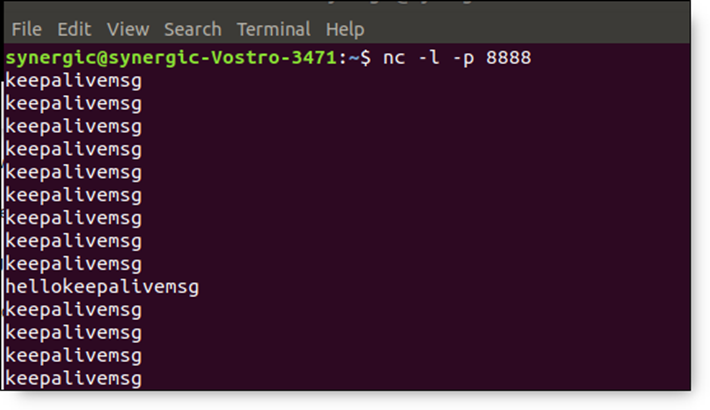 File Edit View Search Terminal Help
synergic@synergic-Vostro-3471:~$ nc -l -p 8888
keepalivemsg
keepalivemsg
keepalivemsg
keepalivemsg
keepalivemsg
keepalivemsg
keepalivemsg
keepalivemsg
keepalivemsg
hellokeepalivemsg
keepalivemsg
keepalivemsg
keepalivemsg
keepalivemsg